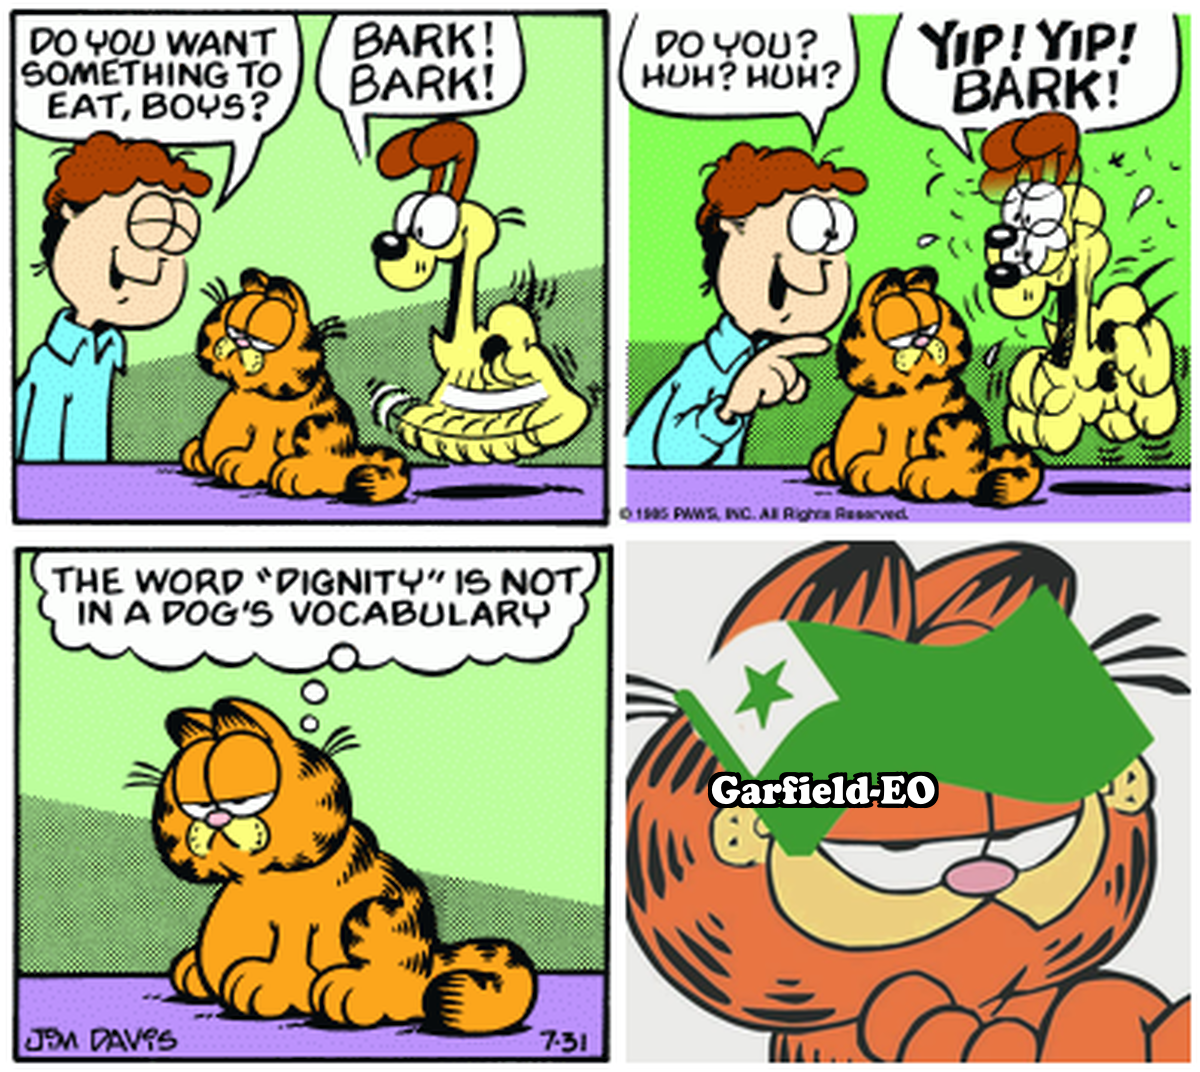 DO YOU WANT
SOMETHING TO
EAT, BOYS?
BARK!
BARK!
DO YOU?
HUH? HUH?
YIP! YIP!
BARK!
© 1985 PAWS, INC. All Rights Reserved.
THE WORD "DIGNITY" IS NOT
IN A DOG'S VOCABULARY
JIM DAVIS
7-31
Garfield-EO